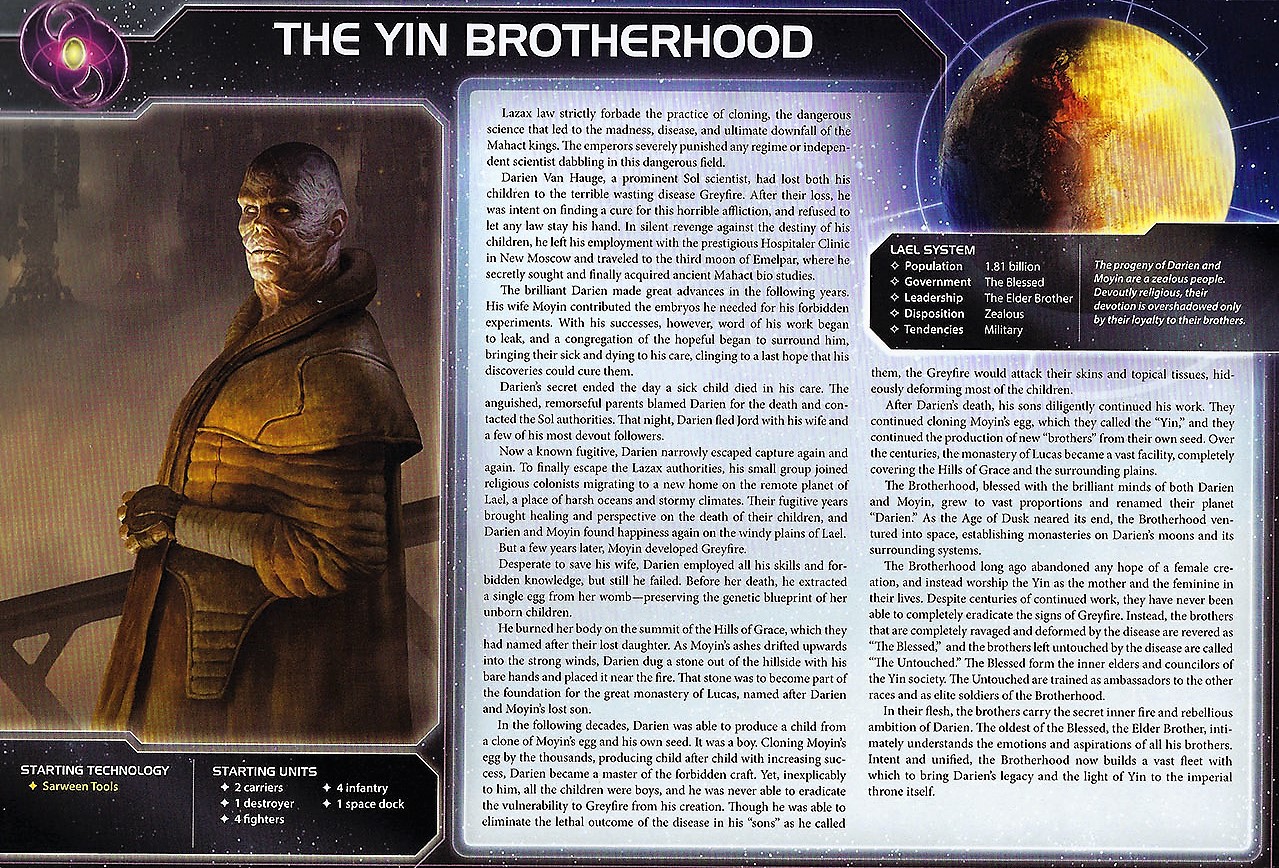 THE YIN BROTHERHOOD
Lazax law strictly forbade the practice of cloning, the dangerous
science that led to the madness, disease, and ultimate downfall of the
Mahact kings. The emperors severely punished any regime or indepen-
dent scientist dabbling in this dangerous field.
Darien Van Hauge, a prominent Sol scientist, had lost both his
children to the terrible wasting disease Greyfire. After their loss, he
was intent on finding a cure for this horrible affliction, and refused to
let any law stay his hand. In silent revenge against the destiny of his
children, he left his employment with the prestigious Hospitaler Clinic
in New Moscow and traveled to the third moon of Emelpar, where he
secretly sought and finally acquired ancient Mahact bio studies.
The brilliant Darien made great advances in the following years.
His wife Moyin contributed the embryos he needed for his forbidden
experiments. With his successes, however, word of his work began
to leak, and a congregation of the hopeful began to surround him,
bringing their sick and dying to his care, clinging to a last hope that his
discoveries could cure them.
Darien's secret ended the day a sick child died in his care. The
anguished, remorseful parents blamed Darien for the death and con-
tacted the Sol authorities. That night, Darien fled Jord with his wife and
a few of his most devout followers.
Now a known fugitive, Darien narrowly escaped capture again and
again. To finally escape the Lazax authorities, his small group joined
religious colonists migrating to a new home on the remote planet of
Lael, a place of harsh oceans and stormy climates. Their fugitive years
brought healing and perspective on the death of their children, and
Darien and Moyin found happiness again on the windy plains of Lael.
But a few years later, Moyin developed Greyfire.
Desperate to save his wife, Darien employed all his skills and for-
bidden knowledge, but still he failed. Before her death, he extracted
a single egg from her womb—preserving the genetic blueprint of her
unborn children.
He burned her body on the summit of the Hills of Grace, which they
had named after their lost daughter. As Moyin's ashes drifted upwards
into the strong winds, Darien dug a stone out of the hillside with his
bare hands and placed it near the fire. That stone was to become part of
the foundation for the great monastery of Lucas, named after Darien
and Moyin's lost son.
In the following decades, Darien was able to produce a child from
a clone of Moyin's egg and his own seed. It was a boy. Cloning Moyin's
egg by the thousands, producing child after child with increasing suc-
cess, Darien became a master of the forbidden craft. Yet, inexplicably
to him, all the children were boys, and he was never able to eradicate
the vulnerability to Greyfire from his creation. Though he was able to
eliminate the lethal outcome of the disease in his "sons" as he called
LAEL SYSTEM
Population 1.81 billion
Government The Blessed
Leadership The Elder Brother
Disposition Zealous
Tendencies Military
The progeny of Darien and
Moyin are a zealous people.
Devoutly religious, their
devotion is overshadowed only
by their loyalty to their brothers.
them, the Greyfire would attack their skins and topical tissues, hid-
eously deforming most of the children.
After Darien's death, his sons diligently continued his work. They
continued cloning Moyin's egg, which they called the "Yin," and they
continued the production of new "brothers" from their own seed. Over
the centuries, the monastery of Lucas became a vast facility, completely
covering the Hills of Grace and the surrounding plains.
The Brotherhood, blessed with the brilliant minds of both Darien
and Moyin, grew to vast proportions and renamed their planet
"Darien." As the Age of Dusk neared its end, the Brotherhood ven-
tured into space, establishing monasteries on Darien's moons and its
surrounding systems.
The Brotherhood long ago abandoned any hope of a female cre-
ation, and instead worship the Yin as the mother and the feminine in
their lives. Despite centuries of continued work, they have never been
able to completely eradicate the signs of Greyfire. Instead, the brothers
that are completely ravaged and deformed by the disease are revered as
"The Blessed," and the brothers left untouched by the disease are called
"The Untouched." The Blessed form the inner elders and councilors of
the Yin society. The Untouched are trained as ambassadors to the other
races and as elite soldiers of the Brotherhood.
In their flesh, the brothers carry the secret inner fire and rebellious
ambition of Darien. The oldest of the Blessed, the Elder Brother, inti-
mately understands the emotions and aspirations of all his brothers.
Intent and unified, the Brotherhood now builds a vast fleet with
which to bring Darien's legacy and the light of Yin to the imperial
throne itself.
STARTING TECHNOLOGY
Sarween Tools
STARTING UNITS
2 carriers
1 destroyer
4 fighters
4 infantry
1 space dock